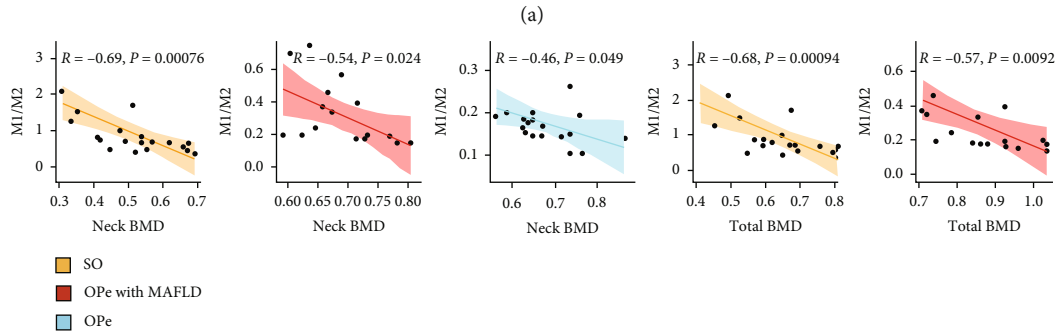 (a)
R = −0.69, P = 0.00076
M1/M2
3
2
1
0
0.3 0.4 0.5 0.6 0.7
Neck BMD
R = −0.54, P = 0.024
M1/M2
0.6
0.4
0.2
0.0
0.60 0.65 0.70 0.75 0.80
Neck BMD
R = −0.46, P = 0.049
M1/M2
0.3
0.2
0.1
0.6 0.7 0.8
Neck BMD
R = −0.68, P = 0.00094
M1/M2
3
2
1
0
0.4 0.5 0.6 0.7 0.8
Total BMD
R = −0.57, P = 0.0092
M1/M2
0.6
0.4
0.2
0.0
0.7 0.8 0.9 1.0
Total BMD
SO
OPe with MAFLD
OPe